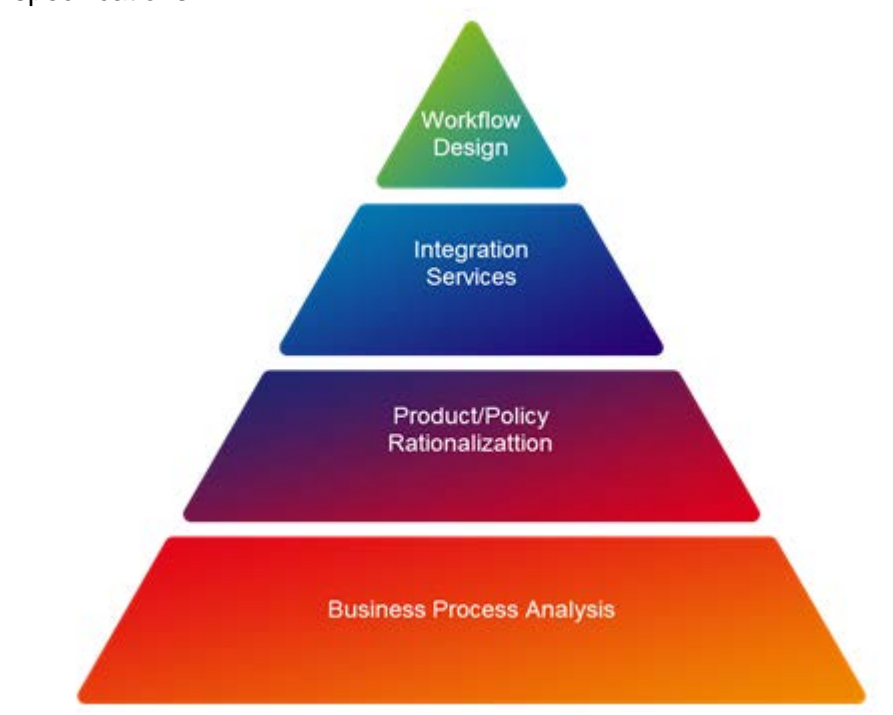 Workflow
Design
Integration
Services
Product/Policy
Rationalizattion
Business Process Analysis